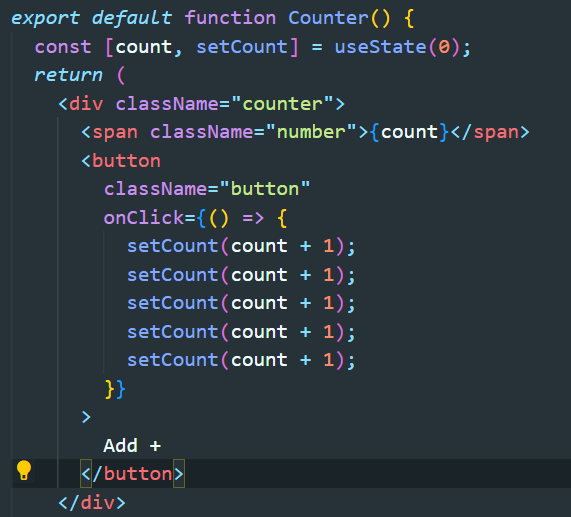 export default function Counter() {
  const [count, setCount] = useState(0);
  return (
    <div className="counter">
      <span className="number">{count}</span>
      <button
        className="button"
        onClick={() => {
          setCount(count + 1);
          setCount(count + 1);
          setCount(count + 1);
          setCount(count + 1);
          setCount(count + 1);
        }}
      >
        Add +
      </button>
    </div>